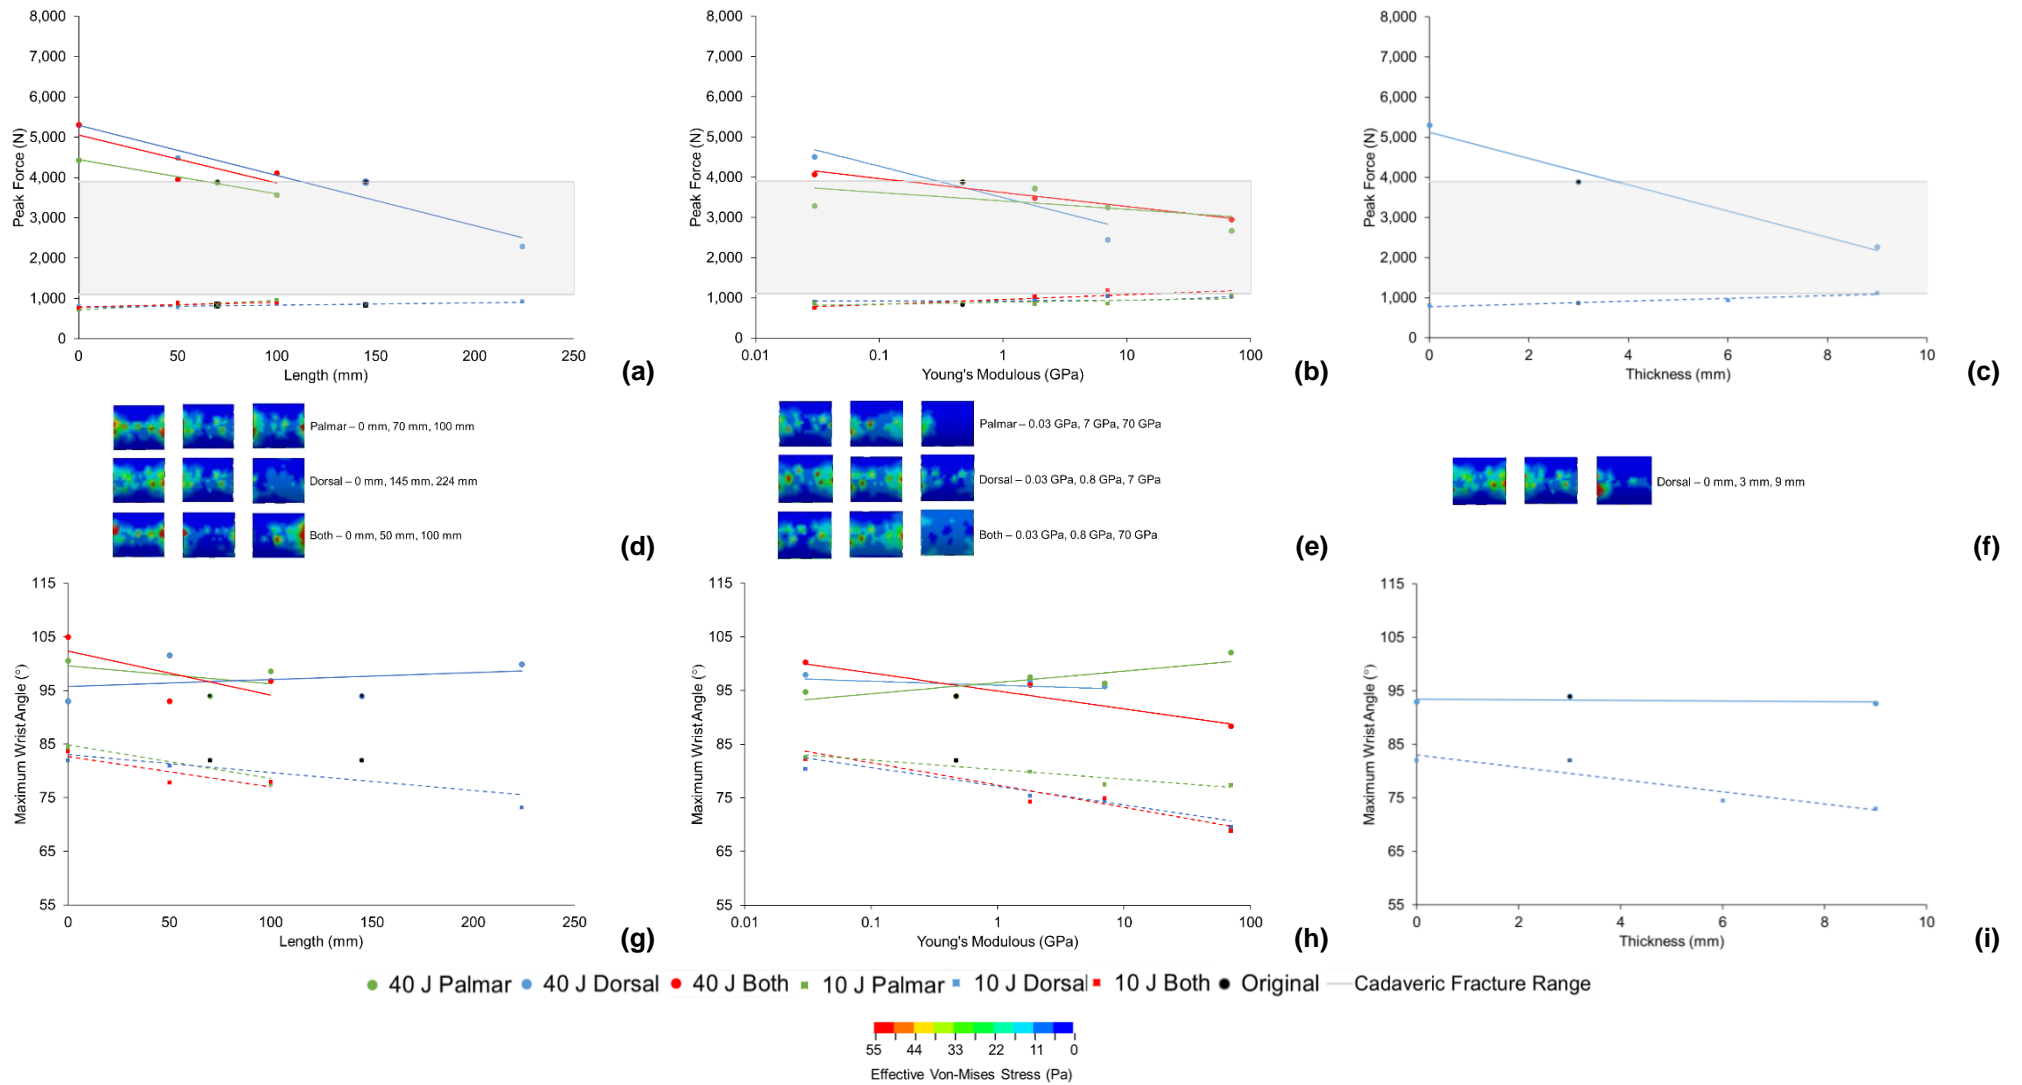 8,000
7,000
6,000
5,000
4,000
3,000
2,000
1,000
0
Peak Force (N)
0 50 100 150 200 250
Length (mm)
(a)
8,000
7,000
6,000
5,000
4,000
3,000
2,000
1,000
0
Peak Force (N)
0.01 0.1 1 10 100
Young's Modulous (GPa)
(b)
8,000
7,000
6,000
5,000
4,000
3,000
2,000
1,000
0
Peak Force (N)
0 2 4 6 8 10
Thickness (mm)
(c)
Palmar – 0 mm, 70 mm, 100 mm
Dorsal – 0 mm, 145 mm, 224 mm
Both – 0 mm, 50 mm, 100 mm
(d)
Palmar – 0.03 GPa, 7 GPa, 70 GPa
Dorsal – 0.03 GPa, 0.8 GPa, 7 GPa
Both – 0.03 GPa, 0.8 GPa, 70 GPa
(e)
Dorsal – 0 mm, 3 mm, 9 mm
(f)
115
105
95
85
75
65
55
Maximum Wrist Angle (°)
0 50 100 150 200 250
Length (mm)
(g)
115
105
95
85
75
65
55
Maximum Wrist Angle (°)
0.01 0.1 1 10 100
Young's Modulous (GPa)
(h)
115
105
95
85
75
65
55
Maximum Wrist Angle (°)
0 2 4 6 8 10
Thickness (mm)
(i)
40 J Palmar 40 J Dorsal 40 J Both 10 J Palmar 10 J Dorsal 10 J Both Original Cadaveric Fracture Range
55 44 33 22 11 0
Effective Von-Mises Stress (Pa)